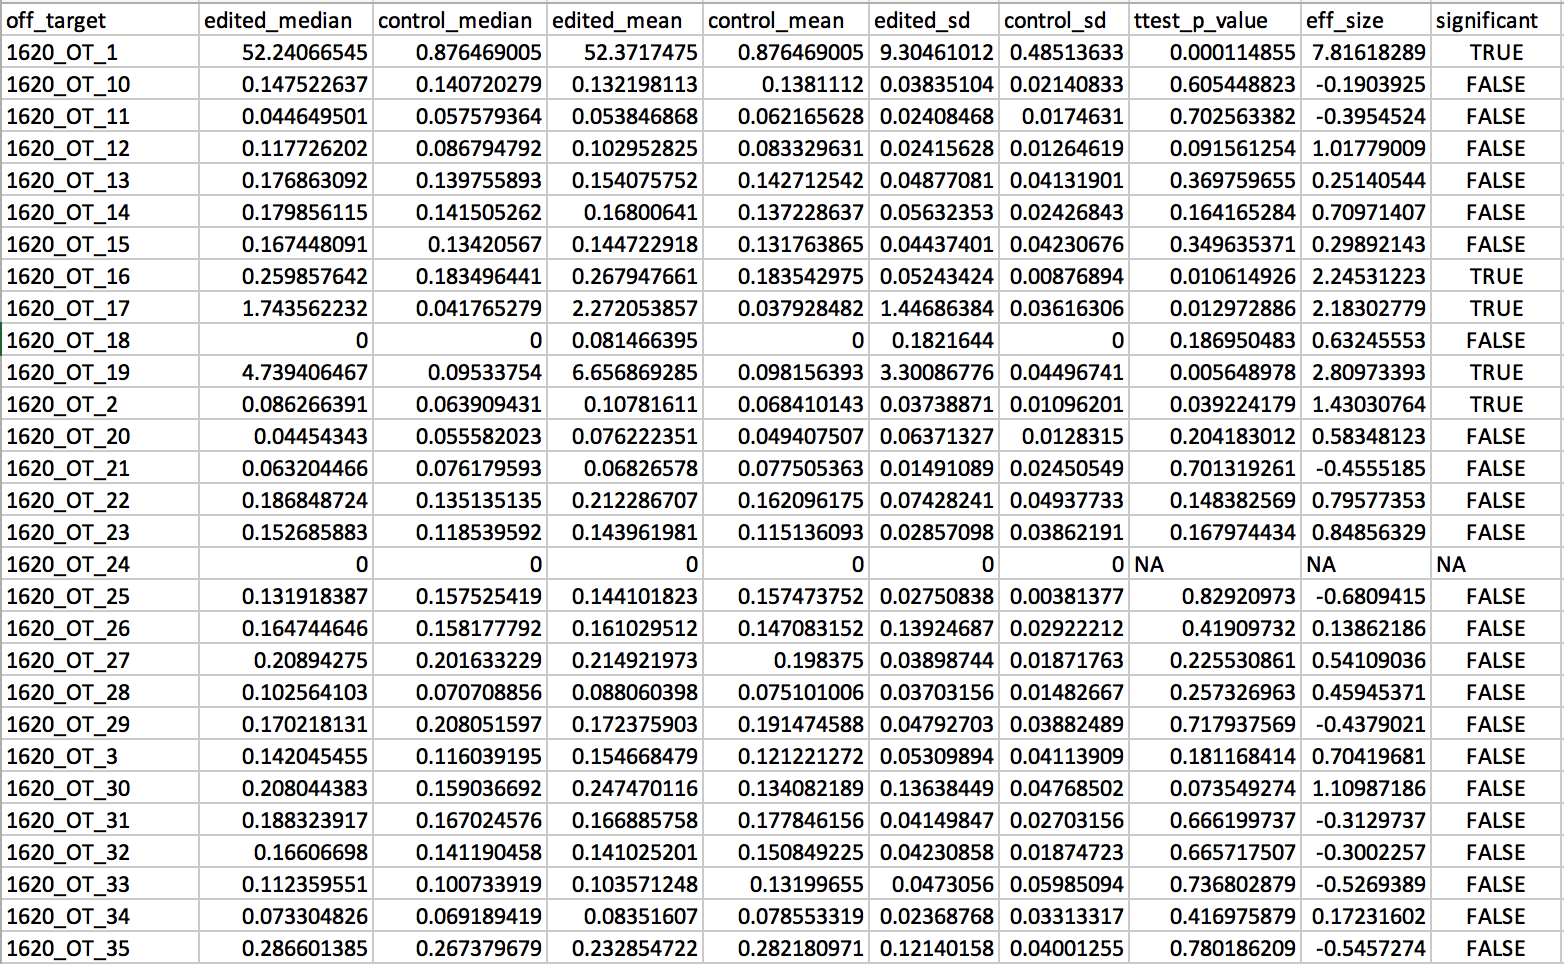 off_target edited_median control_median edited_mean control_mean edited_sd control_sd ttest_p_value eff_size significant
1620_OT_1 52.24066545 0.876469005 52.3717475 0.876469005 9.30461012 0.48513633 0.000114855 7.81618289 TRUE
1620_OT_10 0.147522637 0.140720279 0.132198113 0.1381112 0.03835104 0.02140833 0.605448823 -0.1903925 FALSE
1620_OT_11 0.044649501 0.057579364 0.053846868 0.062165628 0.02408468 0.0174631 0.702563382 -0.3954524 FALSE
1620_OT_12 0.117726202 0.086794792 0.102952825 0.083329631 0.02415628 0.01264619 0.091561254 1.01779009 FALSE
1620_OT_13 0.176863092 0.139755893 0.154075752 0.142712542 0.04877081 0.04131901 0.369759655 0.25140544 FALSE
1620_OT_14 0.179856115 0.141505262 0.16800641 0.137228637 0.05632353 0.02426843 0.164165284 0.70971407 FALSE
1620_OT_15 0.167448091 0.13420567 0.144722918 0.131763865 0.04437401 0.04230676 0.349635371 0.29892143 FALSE
1620_OT_16 0.259857642 0.183496441 0.267947661 0.183542975 0.05243424 0.00876894 0.010614926 2.24531223 TRUE
1620_OT_17 1.743562232 0.041765279 2.272053857 0.037928482 1.44686384 0.03616306 0.012972886 2.18302779 TRUE
1620_OT_18 0 0 0.081466395 0 0.1821644 0 0.186950483 0.63245553 FALSE
1620_OT_19 4.739406467 0.09533754 6.656869285 0.098156393 3.30086776 0.04496741 0.005648978 2.80973393 TRUE
1620_OT_2 0.086266391 0.063909431 0.10781611 0.068410143 0.03738871 0.01096201 0.039224179 1.43030764 TRUE
1620_OT_20 0.04454343 0.055582023 0.076222351 0.049407507 0.06371327 0.0128315 0.204183012 0.58348123 FALSE
1620_OT_21 0.063204466 0.076179593 0.06826578 0.077505363 0.01491089 0.02450549 0.701319261 -0.4555185 FALSE
1620_OT_22 0.186848724 0.135135135 0.212286707 0.162096175 0.07428241 0.04937733 0.148382569 0.79577353 FALSE
1620_OT_23 0.152685883 0.118539592 0.143961981 0.115136093 0.02857098 0.03862191 0.167974434 0.84856329 FALSE
1620_OT_24 0 0 0 0 0 0 NA NA NA
1620_OT_25 0.131918387 0.157525419 0.144101823 0.157473752 0.02750838 0.00381377 0.82920973 -0.6809415 FALSE
1620_OT_26 0.164744646 0.158177792 0.161029512 0.147083152 0.13924687 0.02922212 0.41909732 0.13862186 FALSE
1620_OT_27 0.20894275 0.201633229 0.214921973 0.198375 0.03898744 0.01871763 0.225530861 0.54109036 FALSE
1620_OT_28 0.102564103 0.070708856 0.088060398 0.075101006 0.03703156 0.01482667 0.257326963 0.45945371 FALSE
1620_OT_29 0.170218131 0.208051597 0.172375903 0.191474588 0.04792703 0.03882489 0.717937569 -0.4379021 FALSE
1620_OT_3 0.142045455 0.116039195 0.154668479 0.121221272 0.05309894 0.04113909 0.181168414 0.70419681 FALSE
1620_OT_30 0.208044383 0.159036692 0.247470116 0.134082189 0.13638449 0.04768502 0.073549274 1.10987186 FALSE
1620_OT_31 0.188323917 0.167024576 0.166885758 0.177846156 0.04149847 0.02703156 0.666199737 -0.3129737 FALSE
1620_OT_32 0.16606698 0.141190458 0.141025201 0.150849225 0.04230858 0.01874723 0.665717507 -0.3002257 FALSE
1620_OT_33 0.112359551 0.100733919 0.103571248 0.13199655 0.0473056 0.05985094 0.736802879 -0.5269389 FALSE
1620_OT_34 0.073304826 0.069189419 0.08351607 0.078553319 0.02368768 0.03313317 0.416975879 0.17231602 FALSE
1620_OT_35 0.286601385 0.267379679 0.232854722 0.282180971 0.12140158 0.04001255 0.780186209 -0.5457274 FALSE